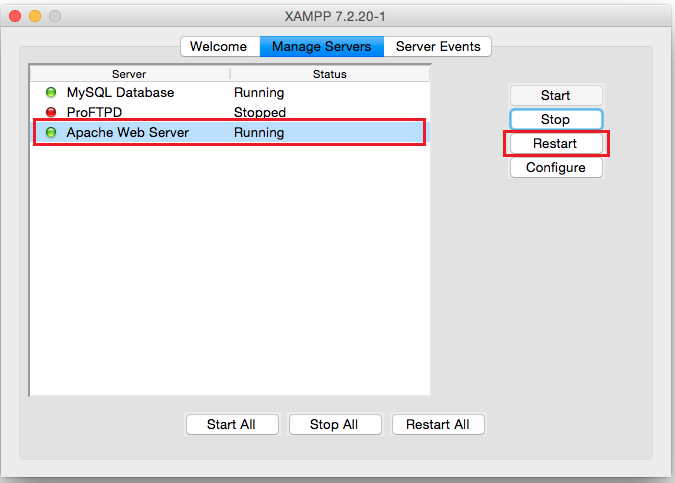 XAMPP 7.2.20-1
Welcome Manage Servers Server Events
Server Status
MySQL Database Running
ProFTPD Stopped
Apache Web Server Running
Start
Stop
Restart
Configure
Start All Stop All Restart All